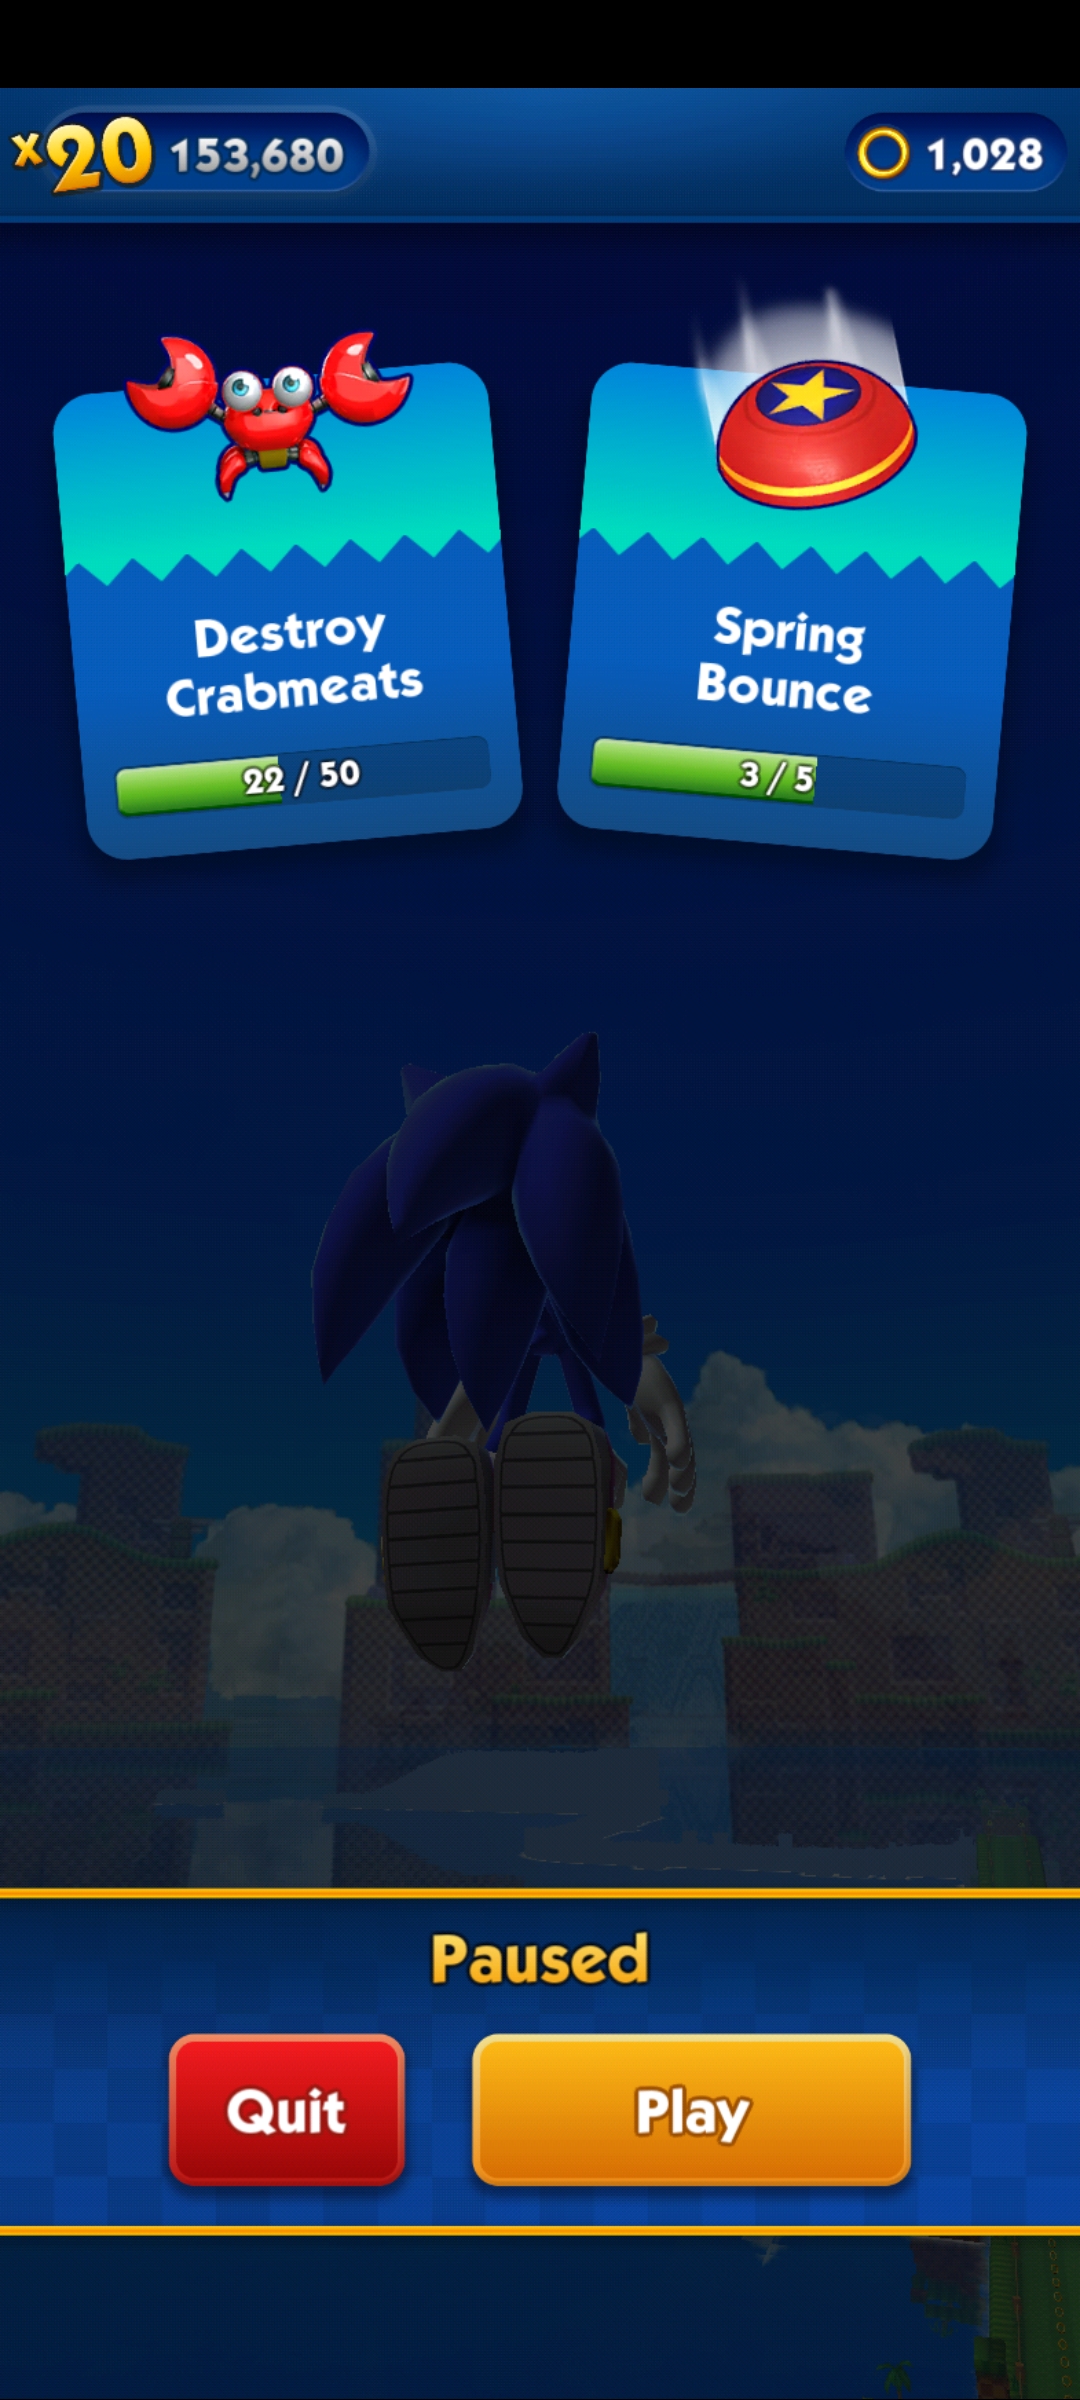 x20 153,680
1,028
Destroy
Crabmeats
22 / 50
Spring
Bounce
3 / 5
Paused
Quit
Play